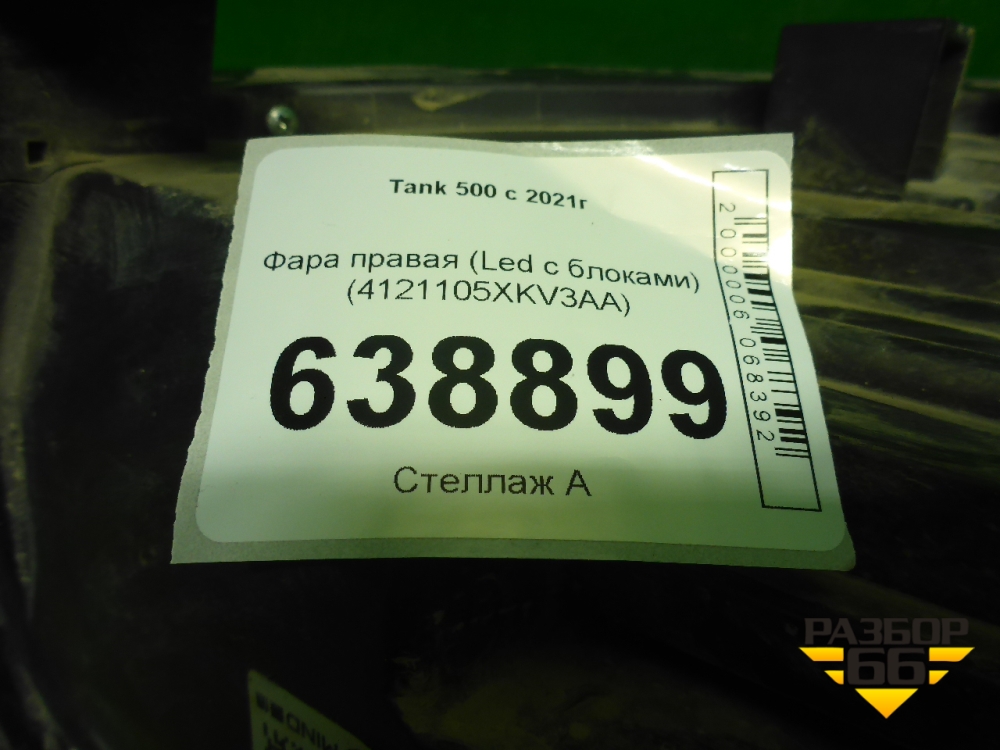 Tank 500 с 2021г
Фара правая (Led с блоками)
(4121105XKV3AA)
638899
Стеллаж А
2000006068392
РАЗБОР
66